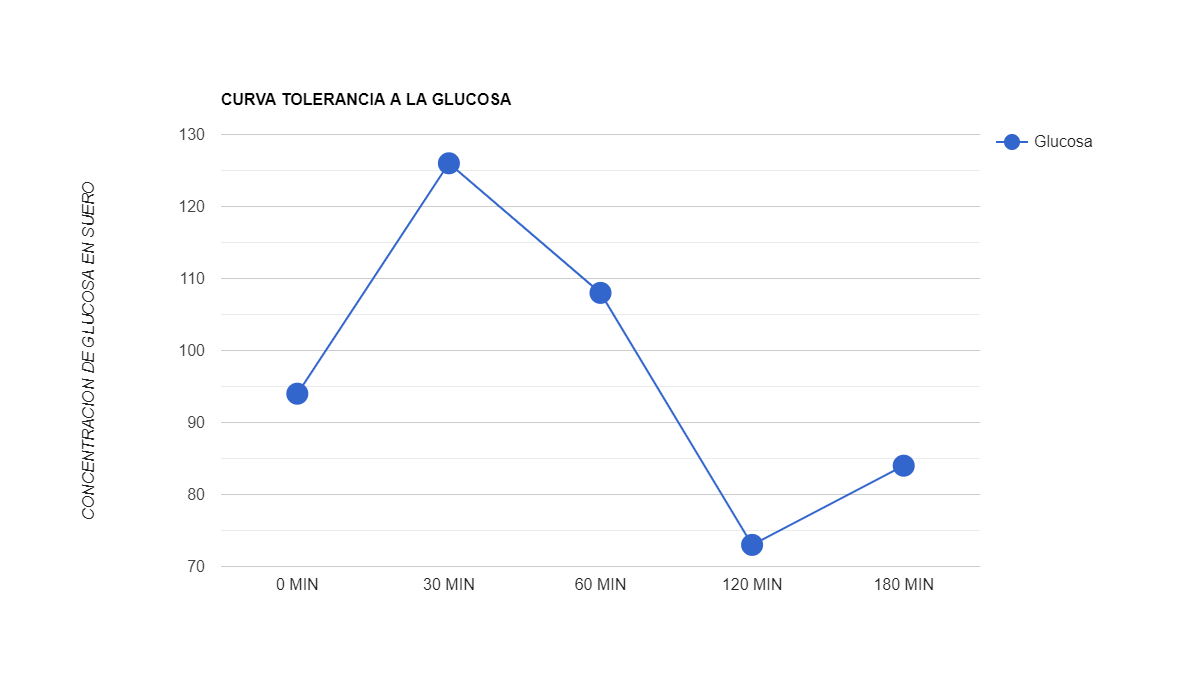 CURVA TOLERANCIA A LA GLUCOSA
130
120
110
100
90
80
70
CONCENTRACION DE GLUCOSA EN SUERO
0 MIN
30 MIN
60 MIN
120 MIN
180 MIN
Glucosa